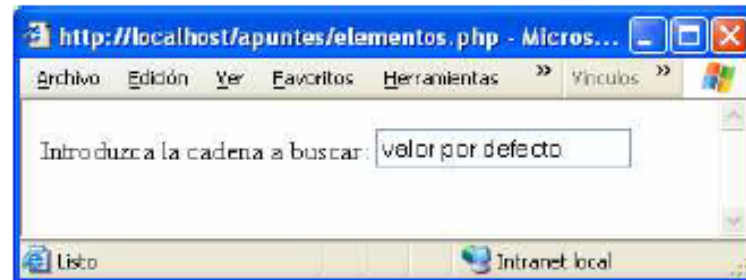 http://localhost/apuntes/elementos.php - Micros...
Archivo Edición Ver Favoritos Herramientas » Vínculos »
Introduzca la cadena a buscar: valor por defecto
Listo Intranet local